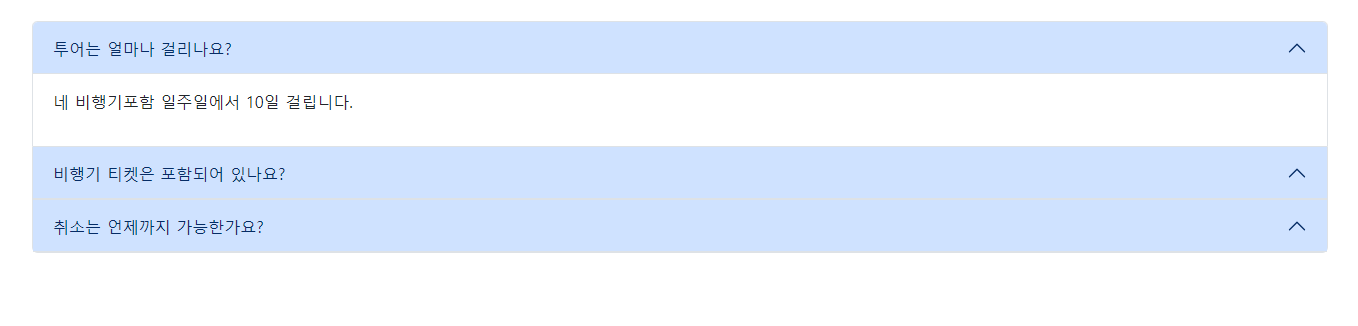 투어는 얼마나 걸리나요?
네 비행기포함 일주일에서 10일 걸립니다.
비행기 티켓은 포함되어 있나요?
취소는 언제까지 가능한가요?